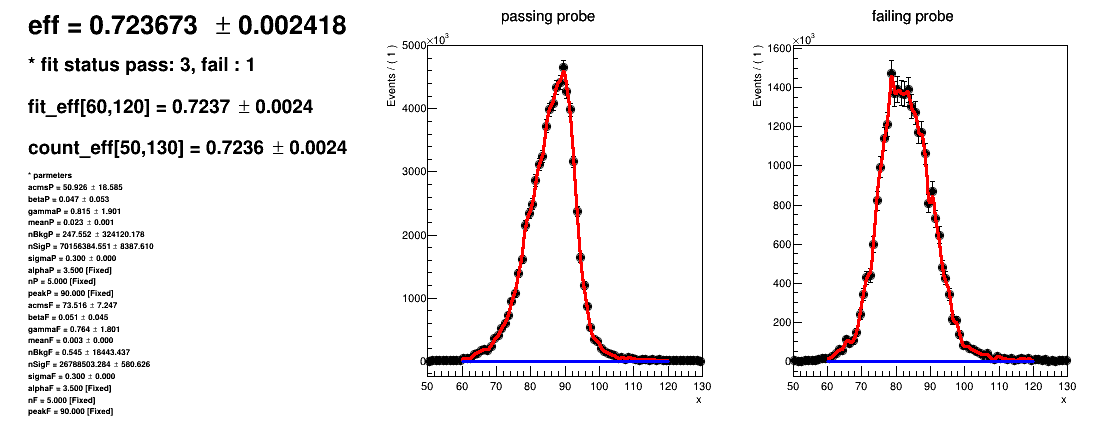 eff = 0.723673 ± 0.002418
* fit status pass: 3, fail : 1
fit_eff[60,120] = 0.7237 ± 0.0024
count_eff[50,130] = 0.7236 ± 0.0024
* parmeters
acmsP = 50.926 ± 18.585
betaP = 0.047 ± 0.053
gammaP = 0.815 ± 1.901
meanP = 0.023 ± 0.001
nBkgP = 247.552 ± 324120.178
nSigP = 70156384.551 ± 8387.610
sigmaP = 0.300 ± 0.000
alphaP = 3.500 [Fixed]
nP = 5.000 [Fixed]
peakP = 90.000 [Fixed]
acmsF = 73.516 ± 7.247
betaF = 0.051 ± 0.045
gammaF = 0.764 ± 1.801
meanF = 0.003 ± 0.000
nBkgF = 0.545 ± 18443.437
nSigF = 26788503.284 ± 580.626
sigmaF = 0.300 ± 0.000
alphaF = 3.500 [Fixed]
nF = 5.000 [Fixed]
peakF = 90.000 [Fixed]
passing probe
×10³
Events / ( 1 )
5000
4000
3000
2000
1000
0
50 60 70 80 90 100 110 120 130
x
failing probe
×10³
Events / ( 1 )
1600
1400
1200
1000
800
600
400
200
0
50 60 70 80 90 100 110 120 130
x